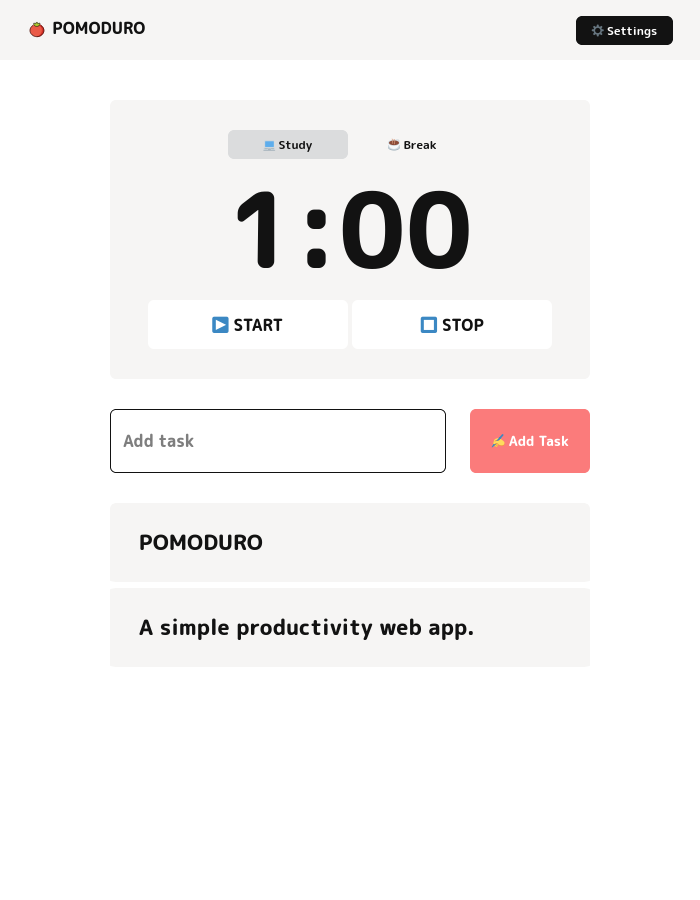 🍅 POMODURO
⚙️ Settings
💻 Study
☕ Break
1:00
▶️ START
⏹️ STOP
Add task
✍️ Add Task
POMODURO
A simple productivity web app.